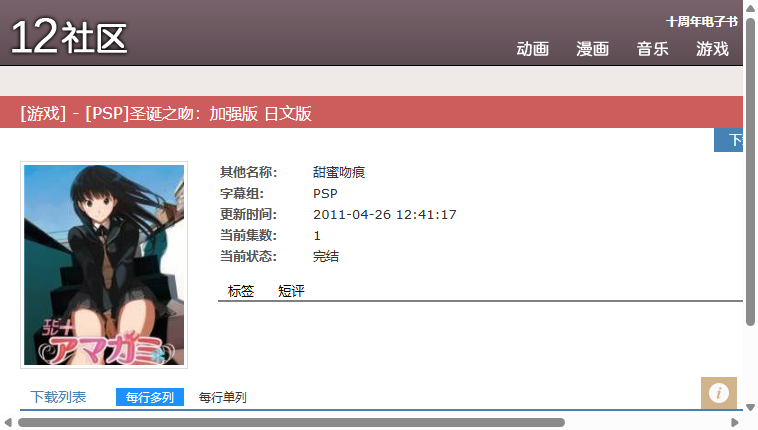 12社区
十周年电子书
动画 漫画 音乐 游戏
[游戏] - [PSP]圣诞之吻：加强版 日文版
其他名称： 甜蜜吻痕
字幕组： PSP
更新时间： 2011-04-26 12:41:17
当前集数： 1
当前状态： 完结
标签 短评
エビコレ+
アマガミ
下载列表 每行多列 每行单列
i